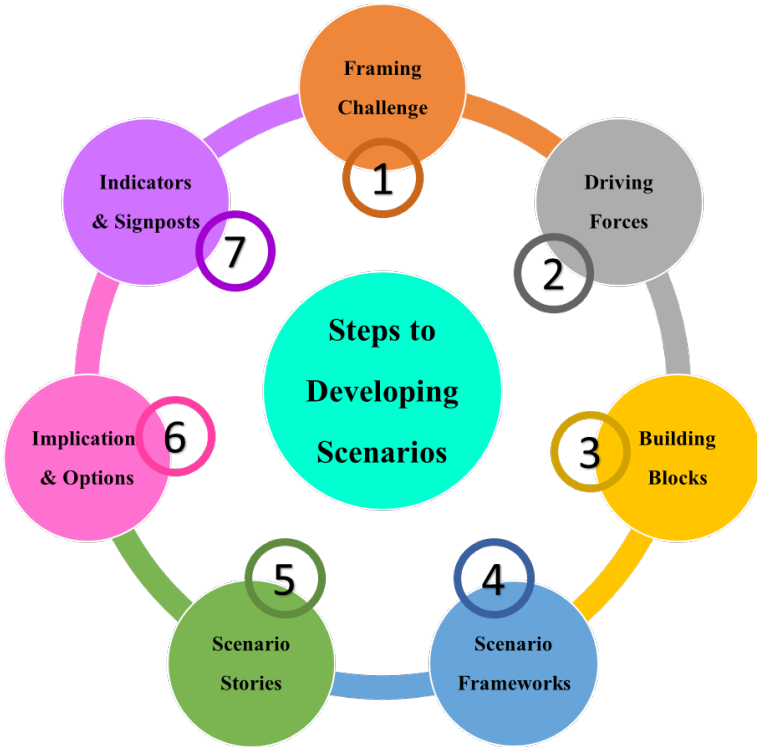 Framing
Challenge
1
Driving
Forces
2
Building
Blocks
3
Scenario
Frameworks
4
Scenario
Stories
5
Implication
& Options
6
Indicators
& Signposts
7
Steps to
Developing
Scenarios